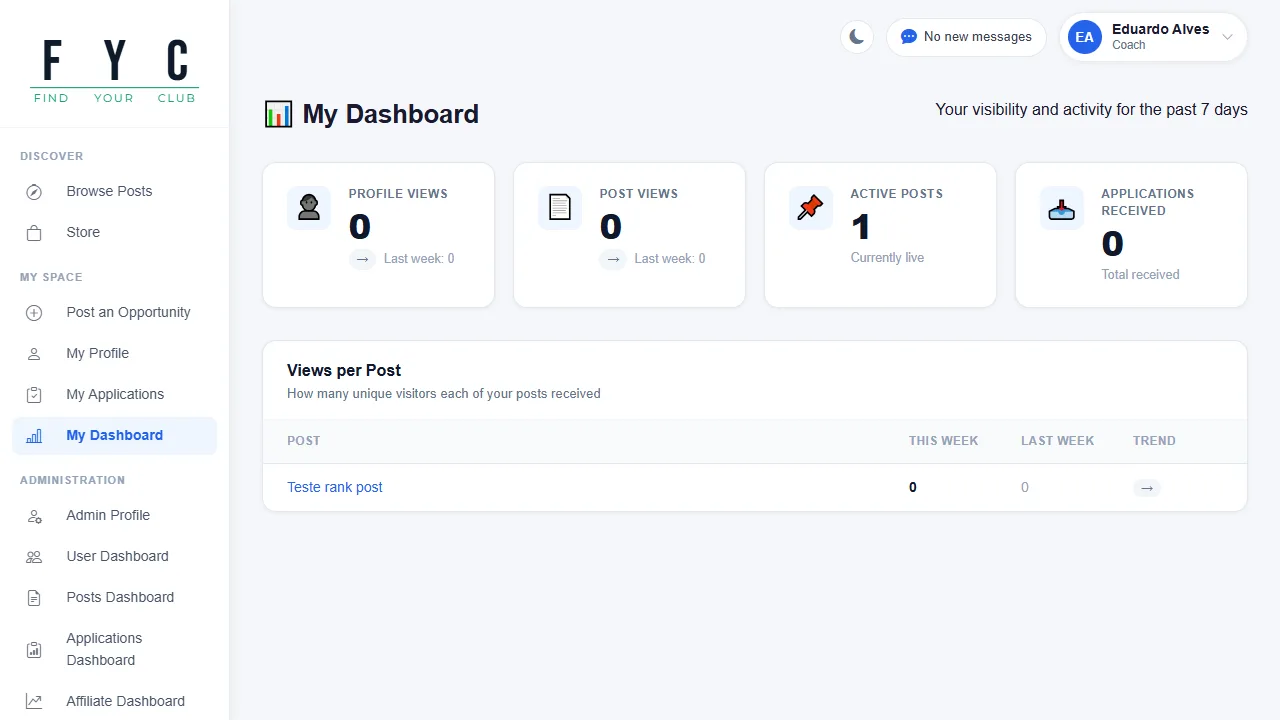 F Y C
FIND YOUR CLUB
DISCOVER
Browse Posts
Store
MY SPACE
Post an Opportunity
My Profile
My Applications
My Dashboard
ADMINISTRATION
Admin Profile
User Dashboard
Posts Dashboard
Applications
Dashboard
Affiliate Dashboard
No new messages
EA
Eduardo Alves
Coach
My Dashboard
Your visibility and activity for the past 7 days
PROFILE VIEWS
0
→ Last week: 0
POST VIEWS
0
→ Last week: 0
ACTIVE POSTS
1
Currently live
APPLICATIONS
RECEIVED
0
Total received
Views per Post
How many unique visitors each of your posts received
POST THIS WEEK LAST WEEK TREND
Teste rank post 0 0 →